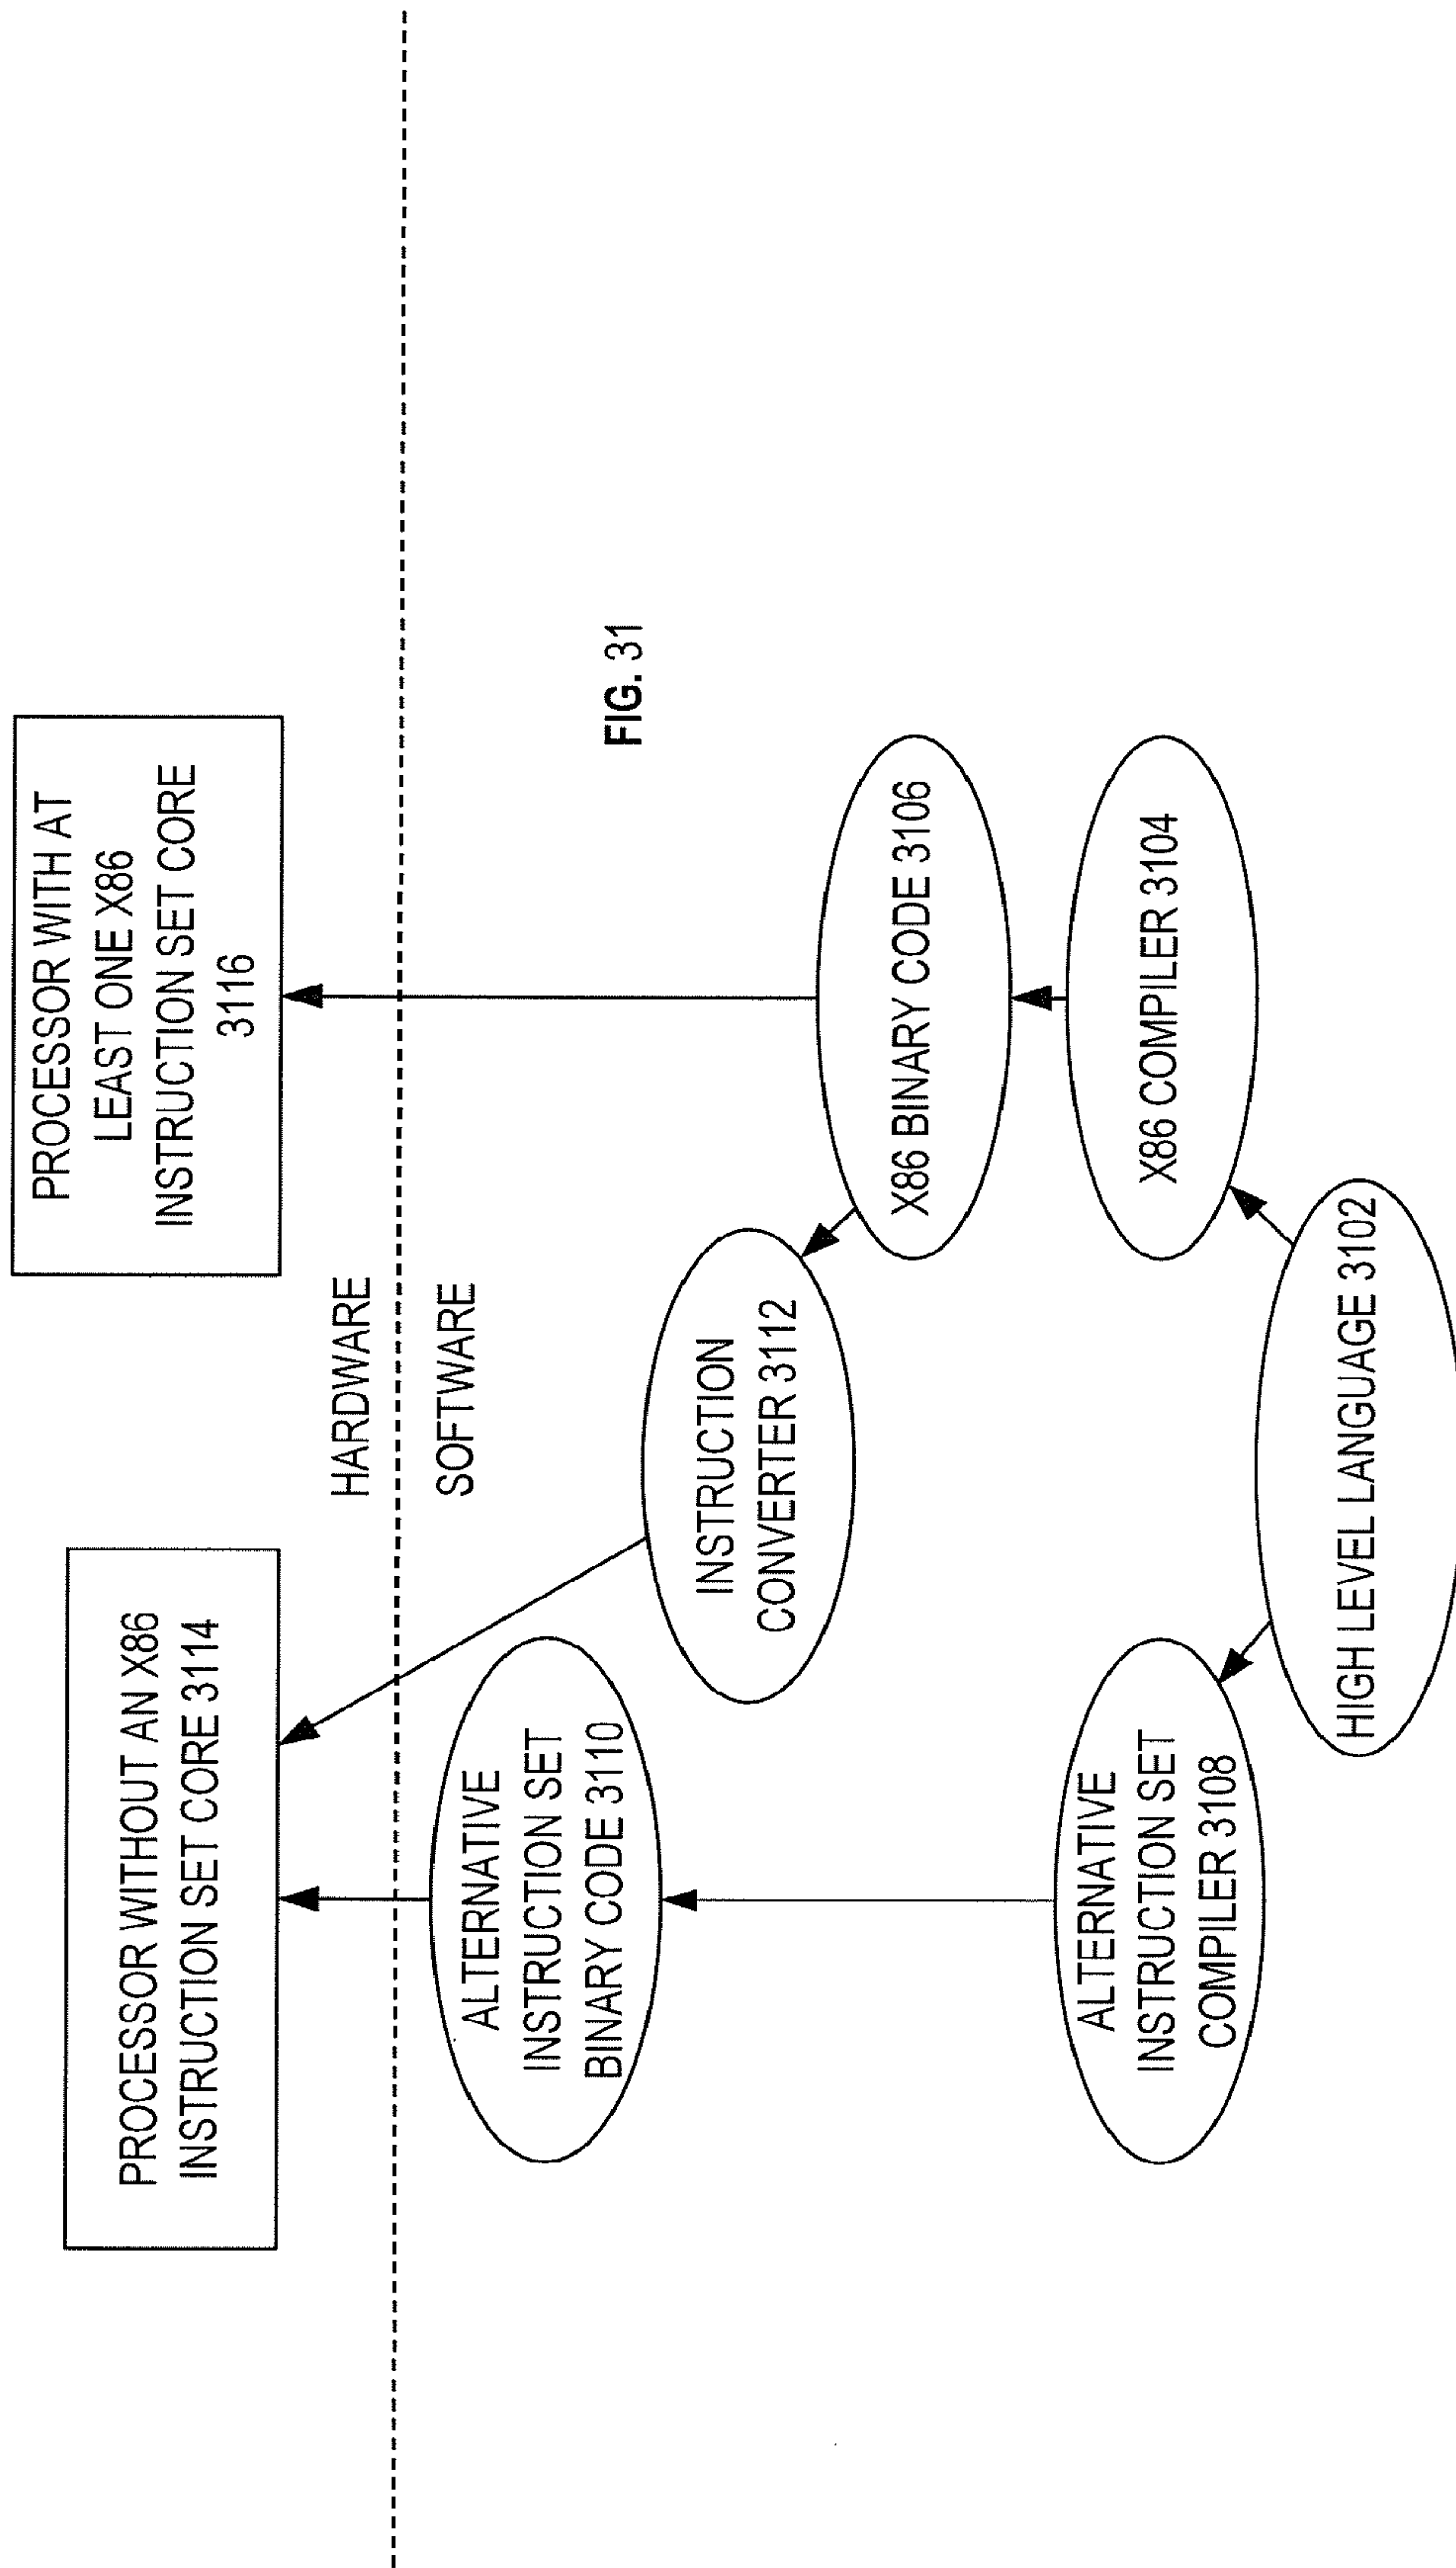 PROCESSOR WITHOUT AN X86
INSTRUCTION SET CORE 3114
PROCESSOR WITH AT
LEAST ONE X86
INSTRUCTION SET CORE
3116
HARDWARE
SOFTWARE
ALTERNATIVE
INSTRUCTION SET
BINARY CODE 3110
FIG. 31
INSTRUCTION
CONVERTER 3112
X86 BINARY CODE 3106
ALTERNATIVE
INSTRUCTION SET
COMPILER 3108
X86 COMPILER 3104
HIGH LEVEL LANGUAGE 3102